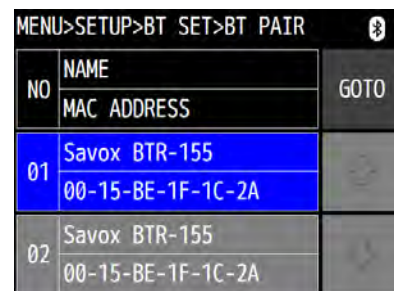 MENU>SETUP>BT SET>BT PAIR
NO
NAME
MAC ADDRESS
GOTO
01
Savox BTR-155
00-15-BE-1F-1C-2A
02
Savox BTR-155
00-15-BE-1F-1C-2A